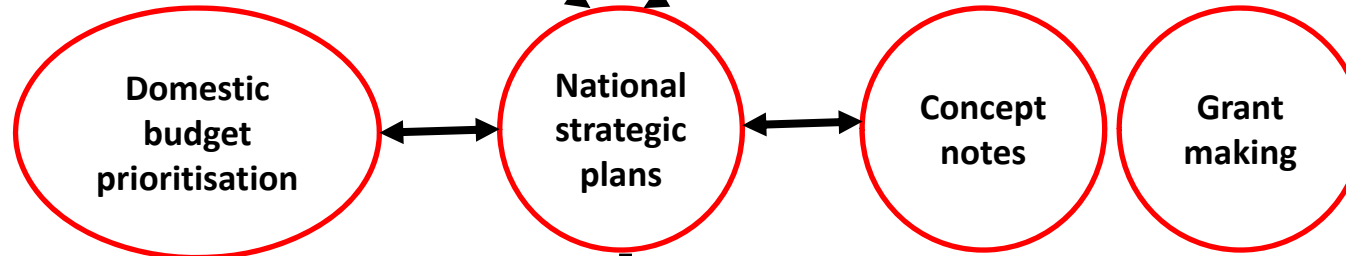 Domestic
budget
prioritisation
National
strategic
plans
Concept
notes
Grant
making